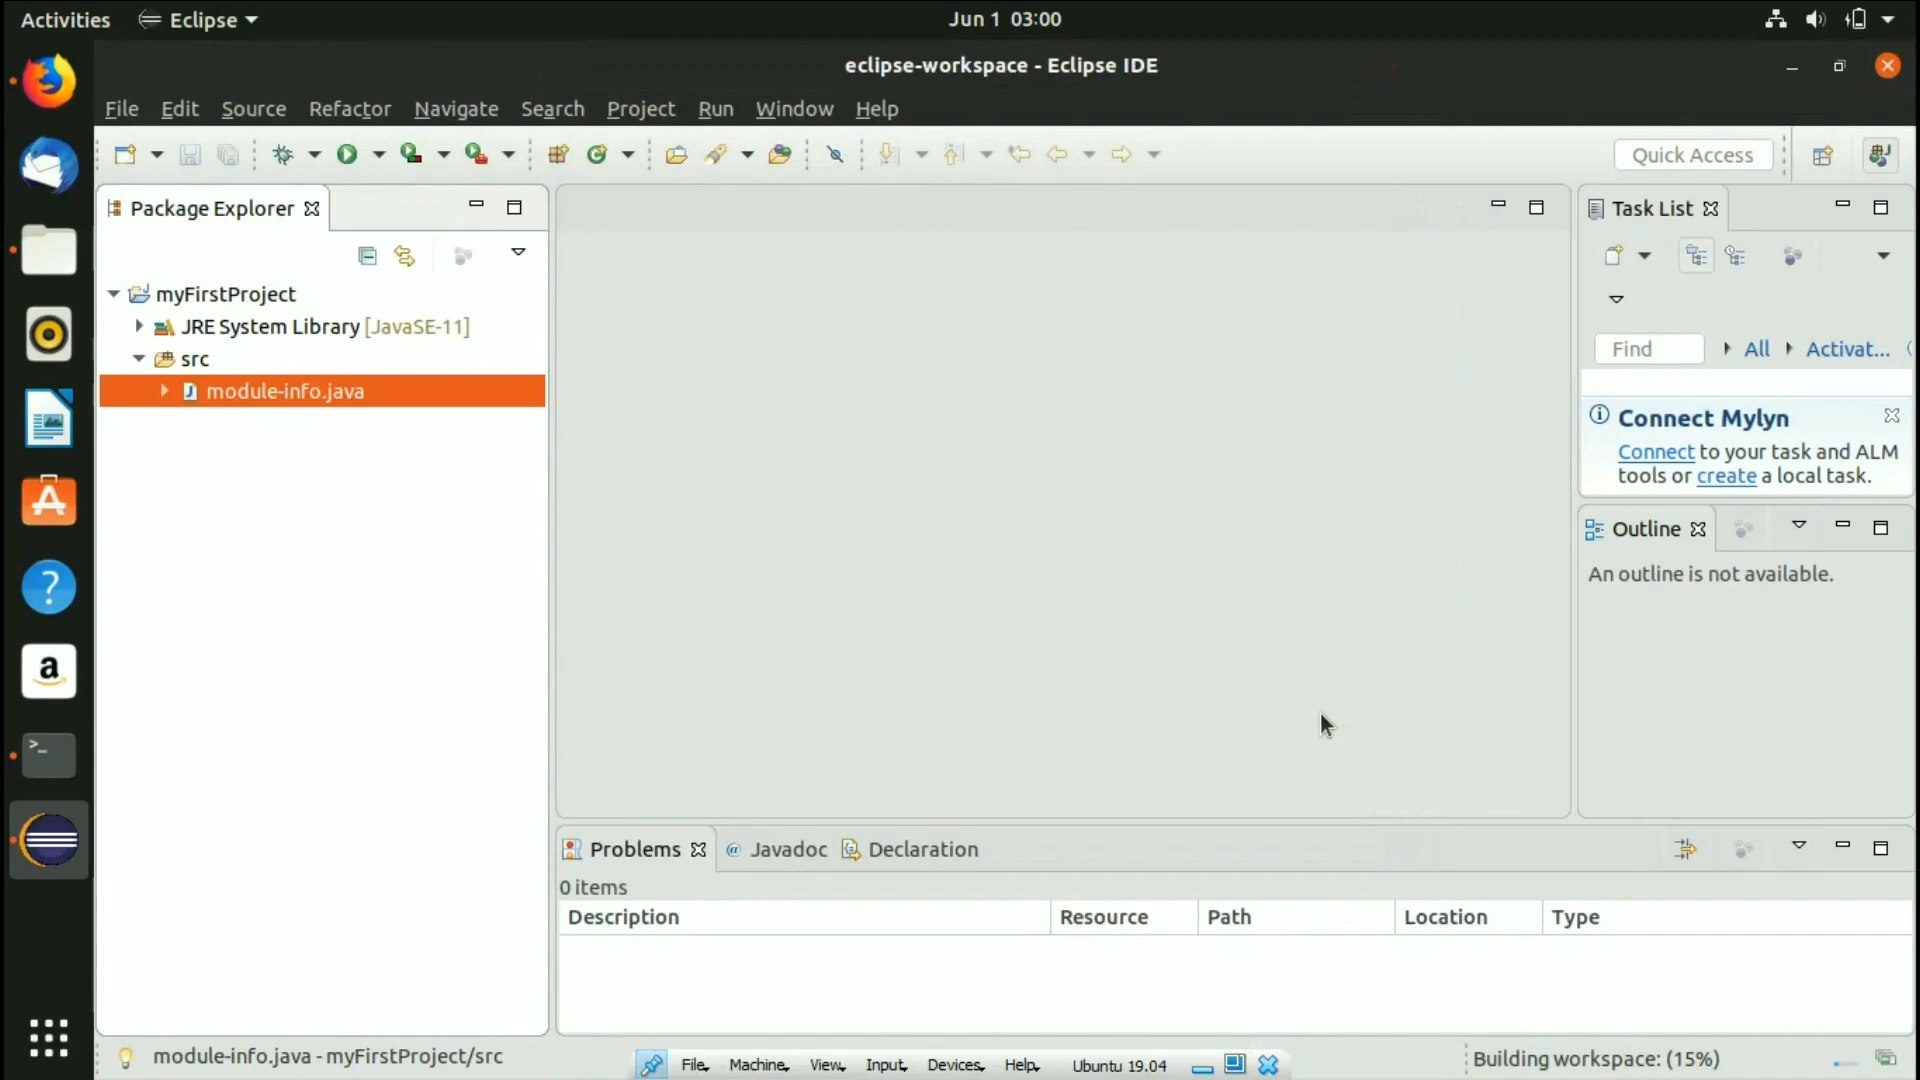 Activities Eclipse Jun 1 03:00
eclipse-workspace - Eclipse IDE
File Edit Source Refactor Navigate Search Project Run Window Help
Quick Access
Package Explorer
Task List
myFirstProject
JRE System Library [JavaSE-11]
src
module-info.java
Find All Activat...
Connect Mylyn
Connect to your task and ALM
tools or create a local task.
Outline
An outline is not available.
Problems @ Javadoc Declaration
0 items
Description Resource Path Location Type
module-info.java - myFirstProject/src
File Machine View Input Devices Help Ubuntu 19.04
Building workspace: (15%)